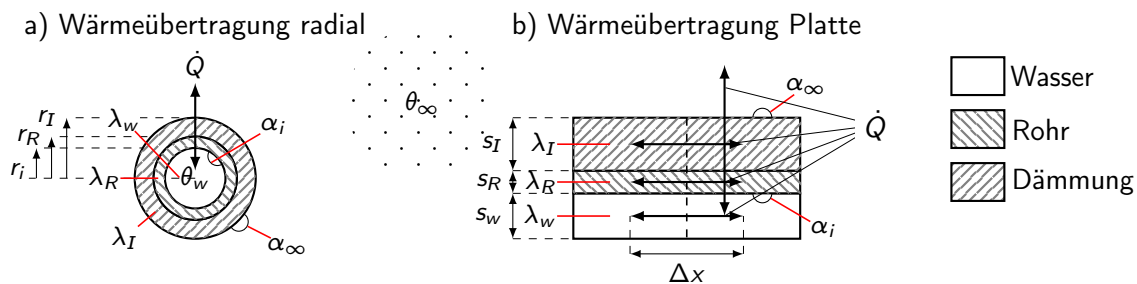 a) Wärmeübertragung radial
b) Wärmeübertragung Platte
Q̇
r_I
r_R
r_i
λ_w
α_i
λ_R
θ_w
λ_I
α_∞
θ_∞
α_∞
s_I
λ_I
s_R
λ_R
s_w
λ_w
α_i
Δx
Q̇
Wasser
Rohr
Dämmung